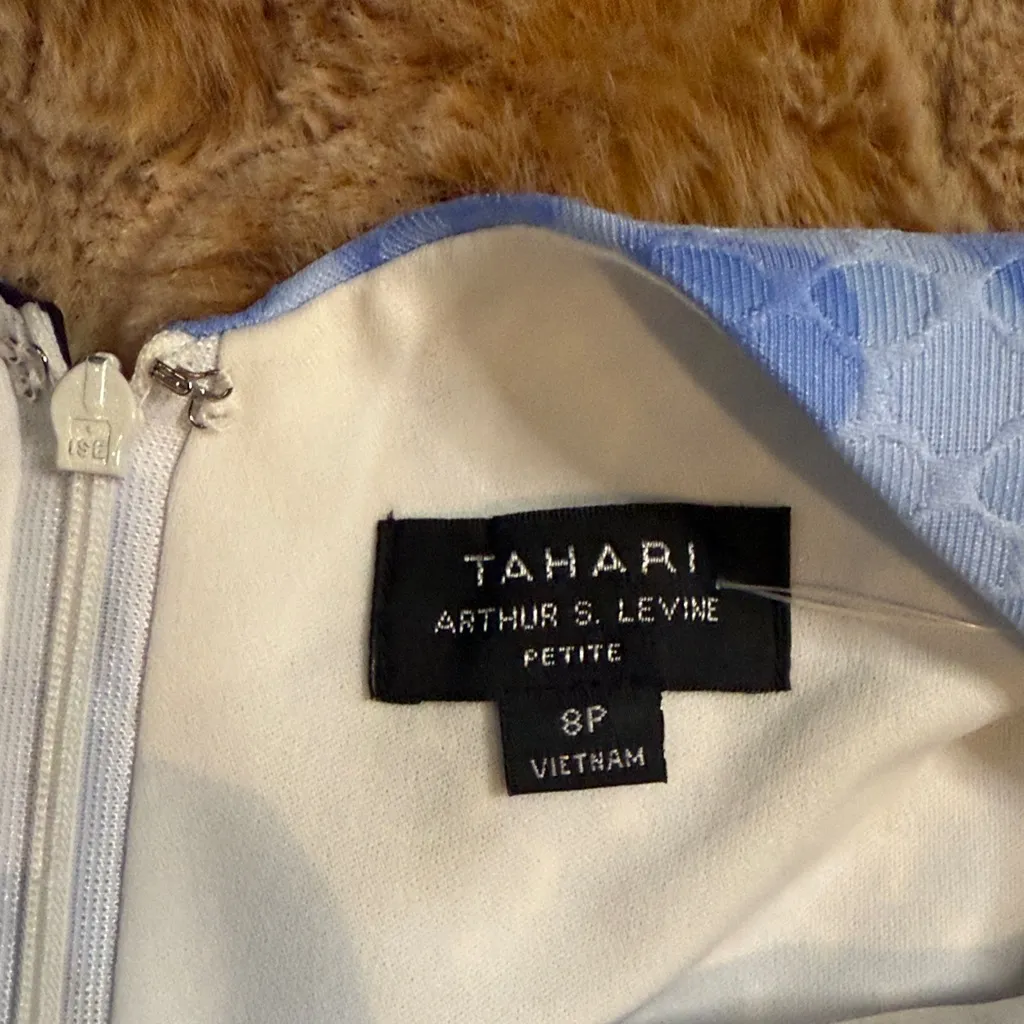 TAHARI
ARTHUR S. LEVINE
PETITE
8P
VIETNAM